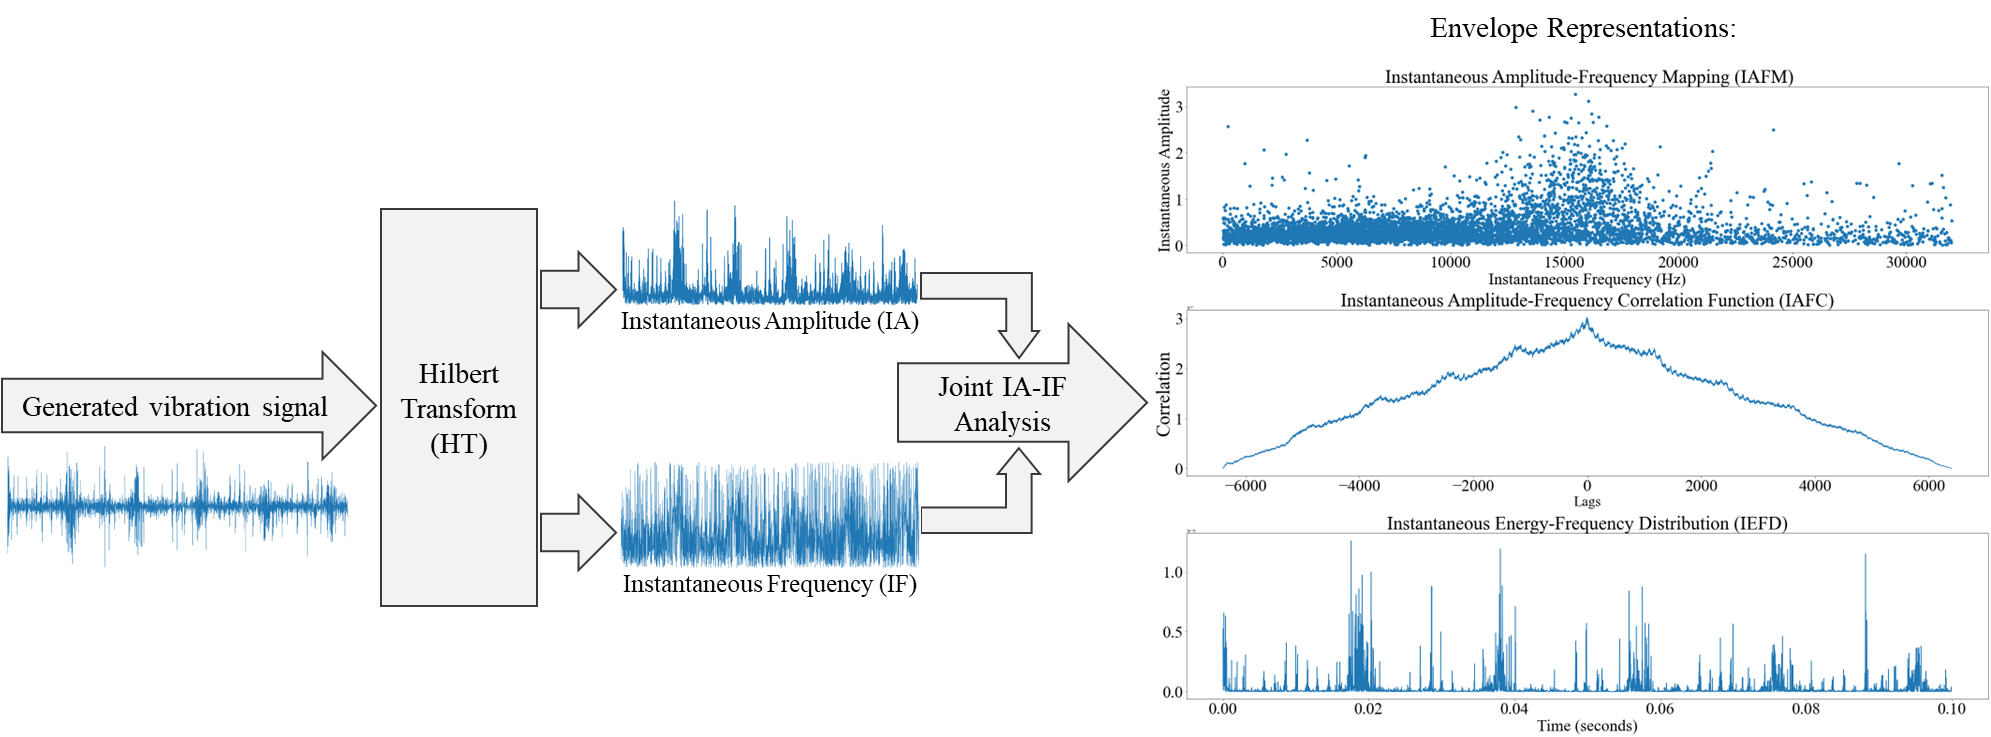 Envelope Representations:
Generated vibration signal
Hilbert
Transform
(HT)
Instantaneous Amplitude (IA)
Instantaneous Frequency (IF)
Joint IA-IF
Analysis
Instantaneous Amplitude-Frequency Mapping (IAFM)
Instantaneous Amplitude
3
2
1
0
0 5000 10000 15000 20000 25000 30000
Instantaneous Frequency (Hz)
Instantaneous Amplitude-Frequency Correlation Function (IAFC)
Correlation
3
2
1
0
−6000 −4000 −2000 0 2000 4000 6000
Lags
Instantaneous Energy-Frequency Distribution (IEFD)
1.0
0.5
0.0
0.00 0.02 0.04 0.06 0.08 0.10
Time (seconds)